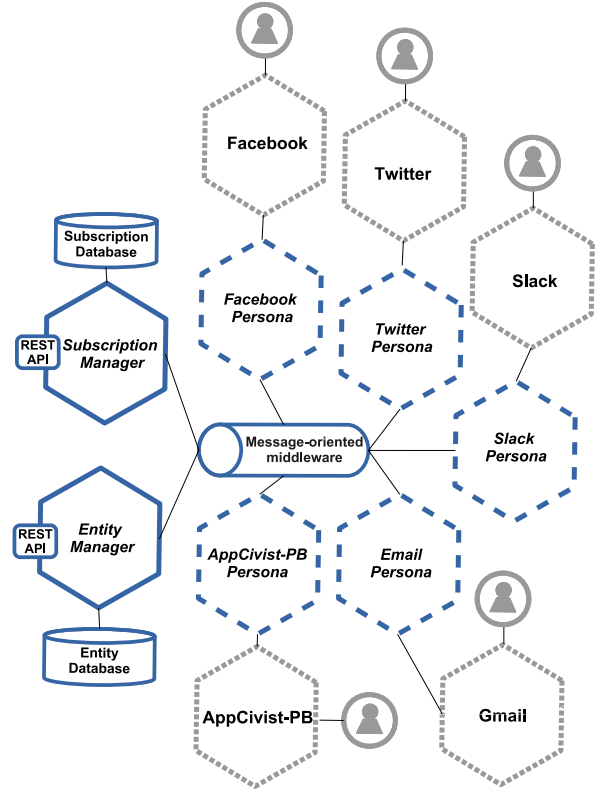 Facebook
Twitter
Slack
Subscription
Database
Facebook
Persona
Twitter
Persona
REST
API
Subscription
Manager
Slack
Persona
Message-oriented
middleware
REST
API
Entity
Manager
AppCivist-PB
Persona
Email
Persona
Entity
Database
AppCivist-PB
Gmail